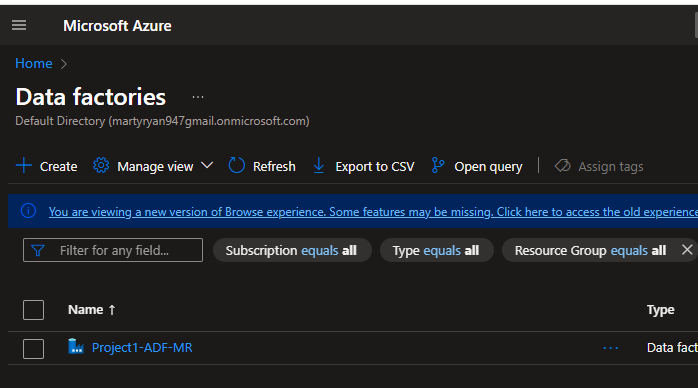 Microsoft Azure
Home
Data factories ...
Default Directory (martyryan947gmail.onmicrosoft.com)
Create Manage view Refresh Export to CSV Open query Assign tags
You are viewing a new version of Browse experience. Some features may be missing. Click here to access the old experience
Filter for any field... Subscription equals all Type equals all Resource Group equals all
Name ↑ Type
Project1-ADF-MR ... Data fact